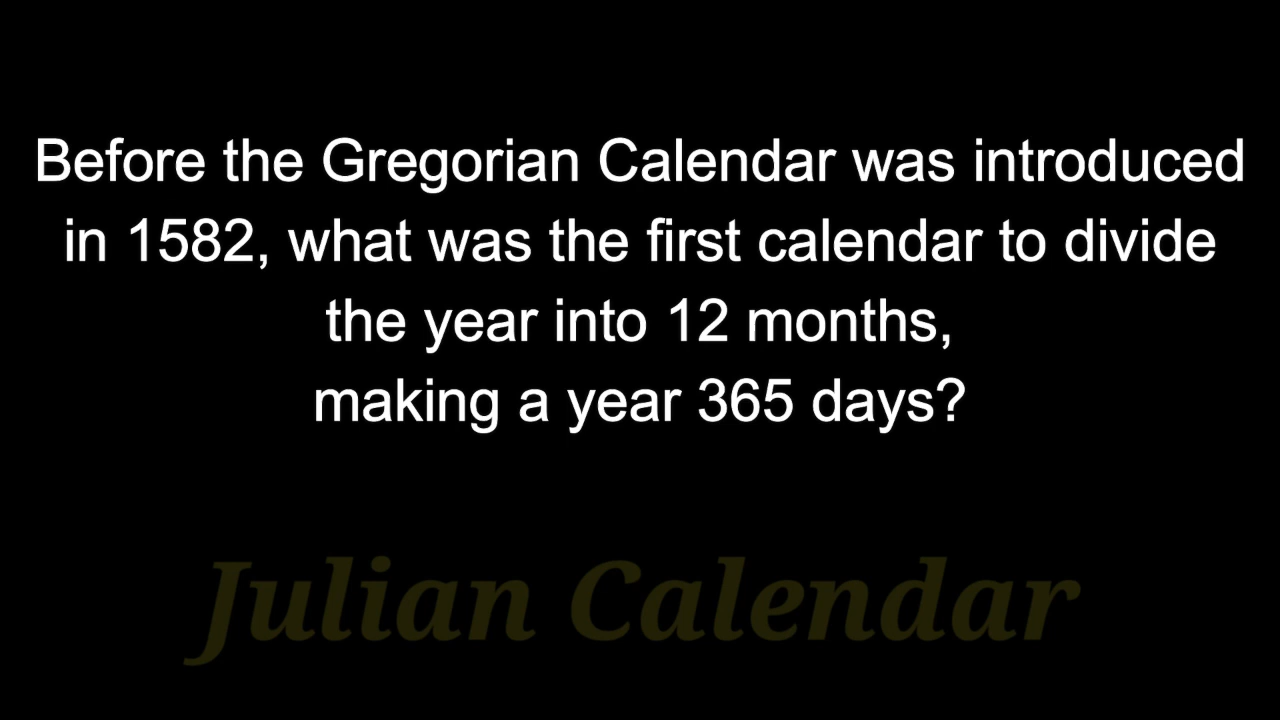 Before the Gregorian Calendar was introduced
in 1582, what was the first calendar to divide
the year into 12 months,
making a year 365 days?
Julian Calendar